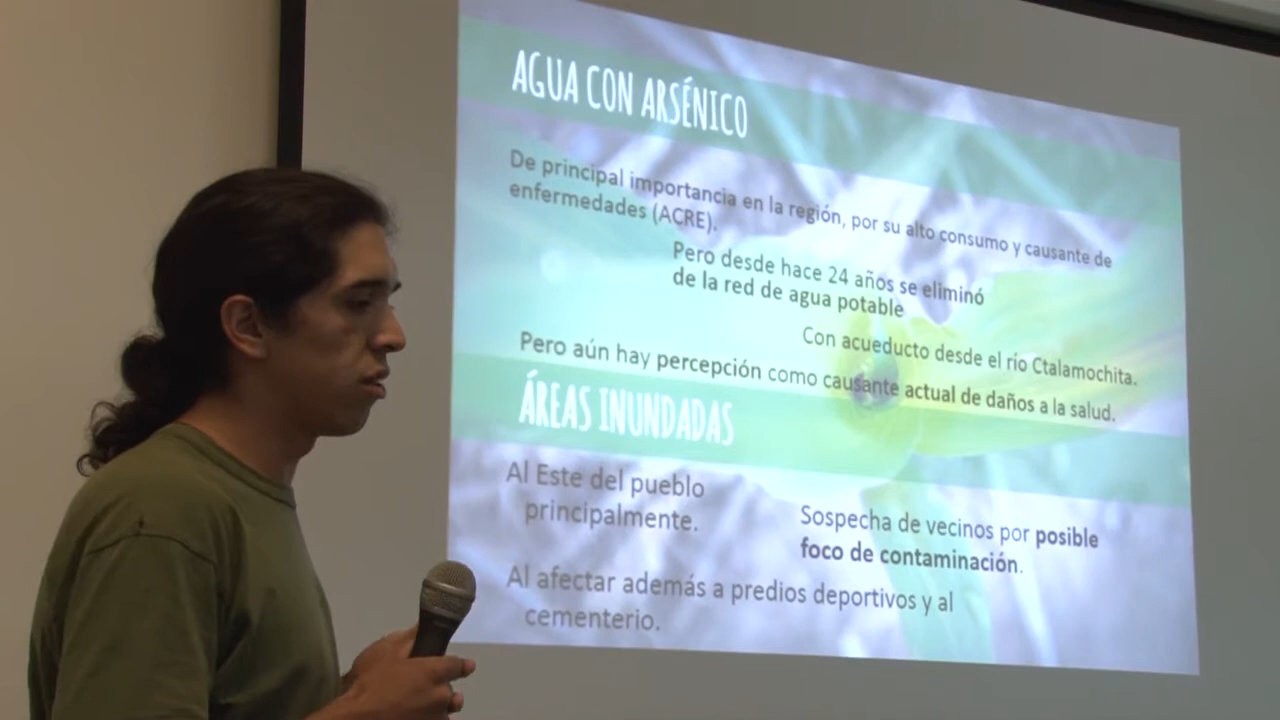 AGUA CON ARSÉNICO
De principal importancia en la región, por su alto consumo y causante de
enfermedades (ACRE).
Pero desde hace 24 años se eliminó
de la red de agua potable
Con acueducto desde el río Ctalamochita.
Pero aún hay percepción como causante actual de daños a la salud.
ÁREAS INUNDADAS
Al Este del pueblo
principalmente.
Sospecha de vecinos por posible
foco de contaminación.
Al afectar además a predios deportivos y al
cementerio.